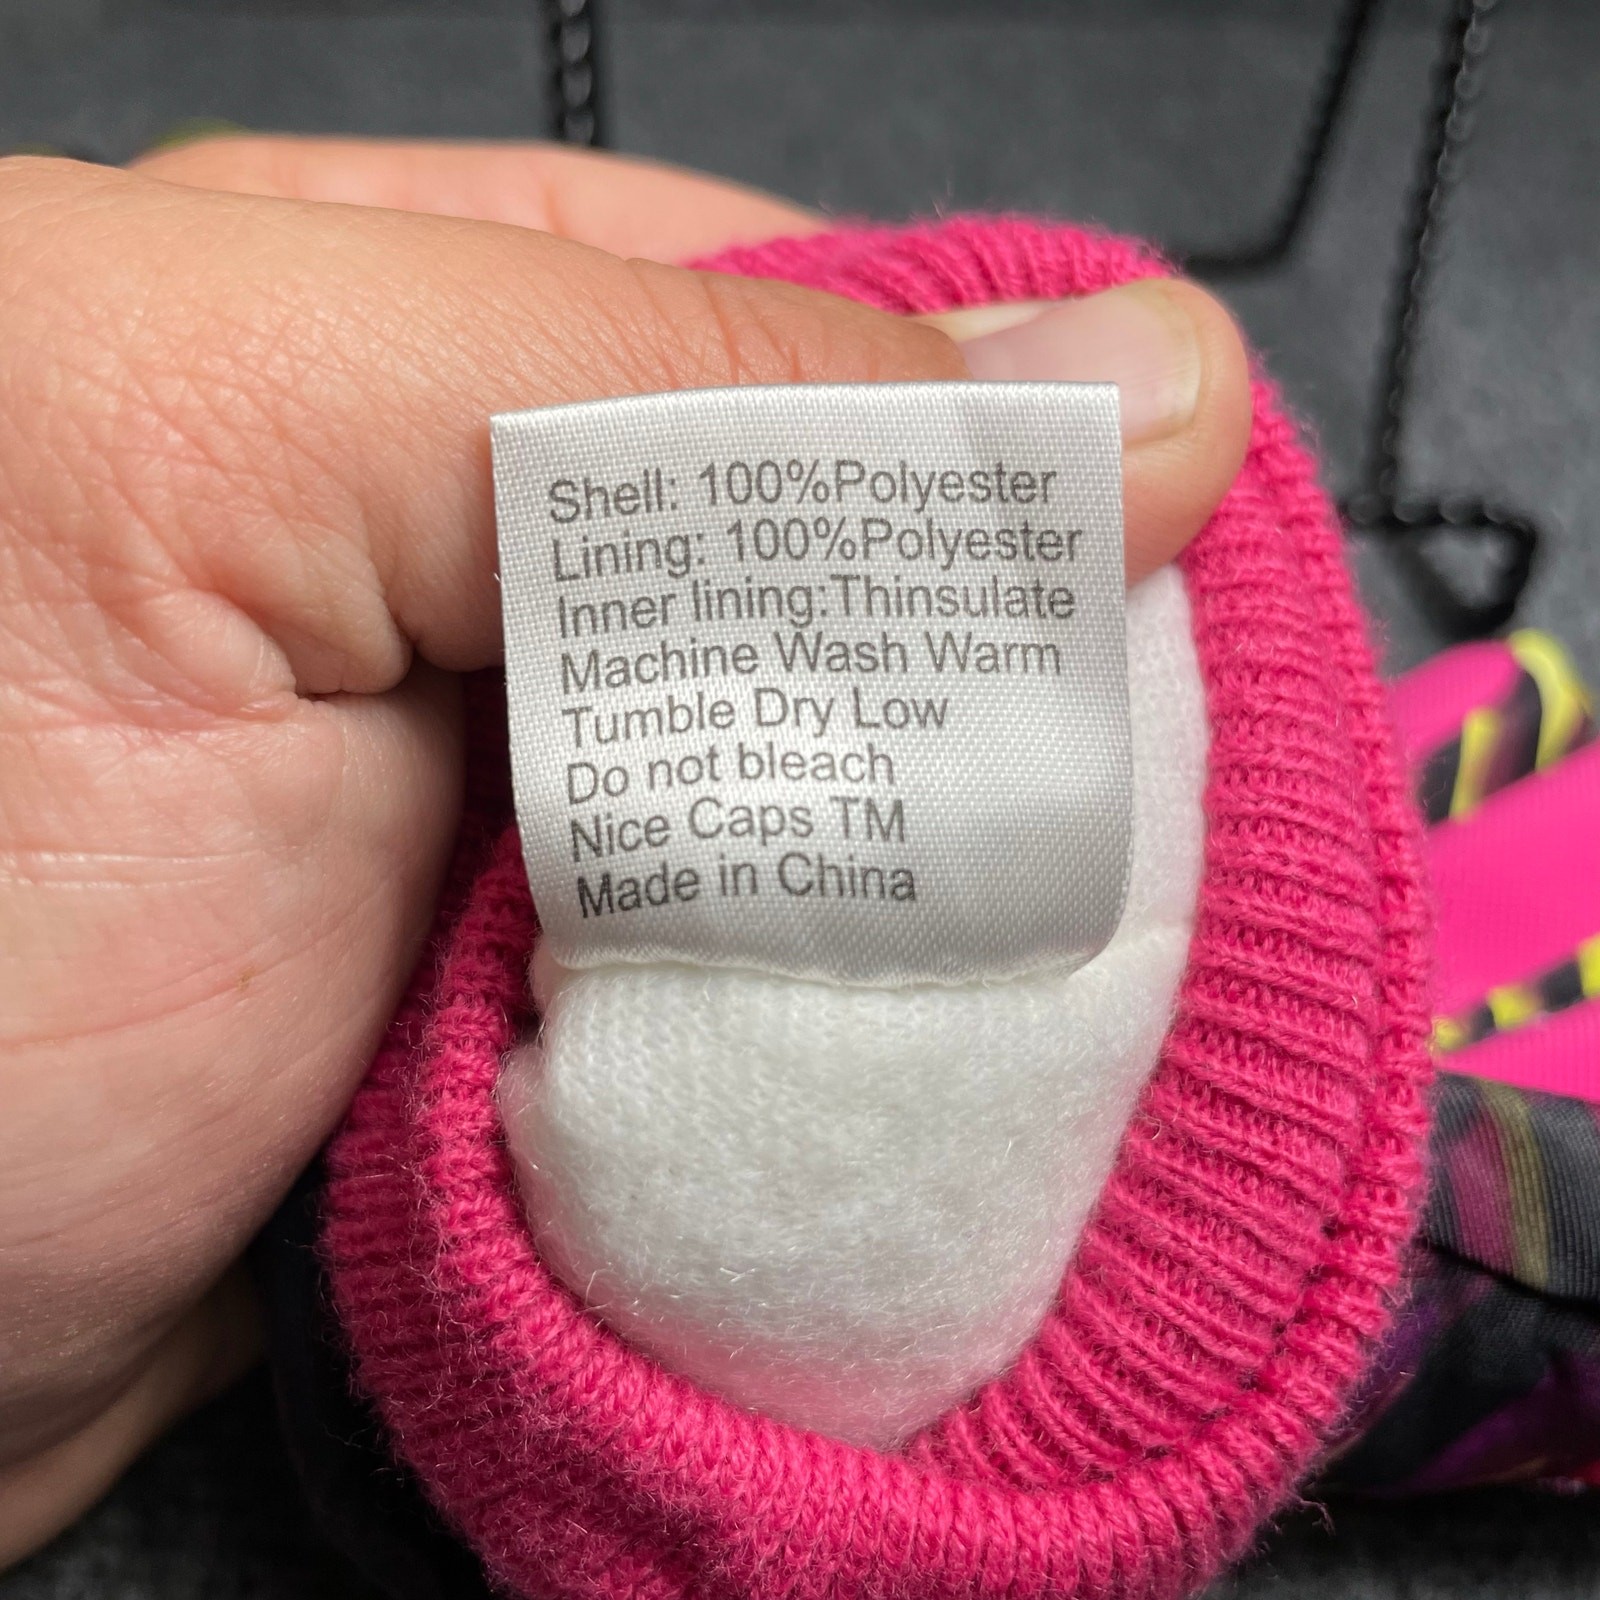 Shell: 100%Polyester
Lining: 100%Polyester
Inner lining:Thinsulate
Machine Wash Warm
Tumble Dry Low
Do not bleach
Nice Caps TM
Made in China